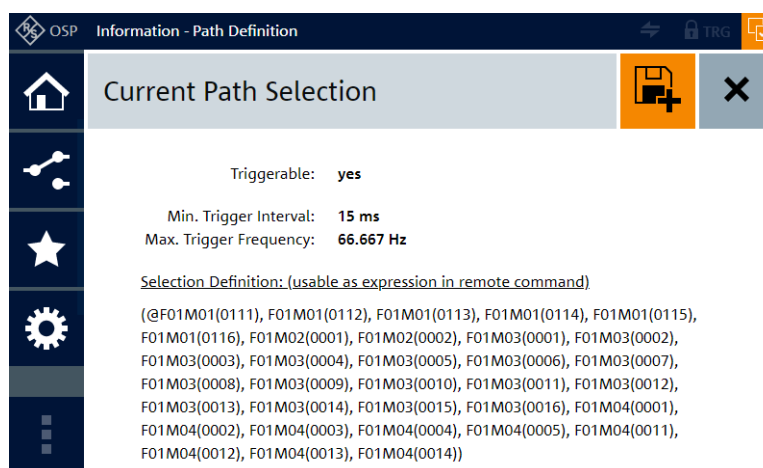 R&S OSP Information - Path Definition TRG
Current Path Selection
Triggerable: yes
Min. Trigger Interval: 15 ms
Max. Trigger Frequency: 66.667 Hz
Selection Definition: (usable as expression in remote command)
(@F01M01(0111), F01M01(0112), F01M01(0113), F01M01(0114), F01M01(0115),
F01M01(0116), F01M02(0001), F01M02(0002), F01M03(0001), F01M03(0002),
F01M03(0003), F01M03(0004), F01M03(0005), F01M03(0006), F01M03(0007),
F01M03(0008), F01M03(0009), F01M03(0010), F01M03(0011), F01M03(0012),
F01M03(0013), F01M03(0014), F01M03(0015), F01M03(0016), F01M04(0001),
F01M04(0002), F01M04(0003), F01M04(0004), F01M04(0005), F01M04(0011),
F01M04(0012), F01M04(0013), F01M04(0014))